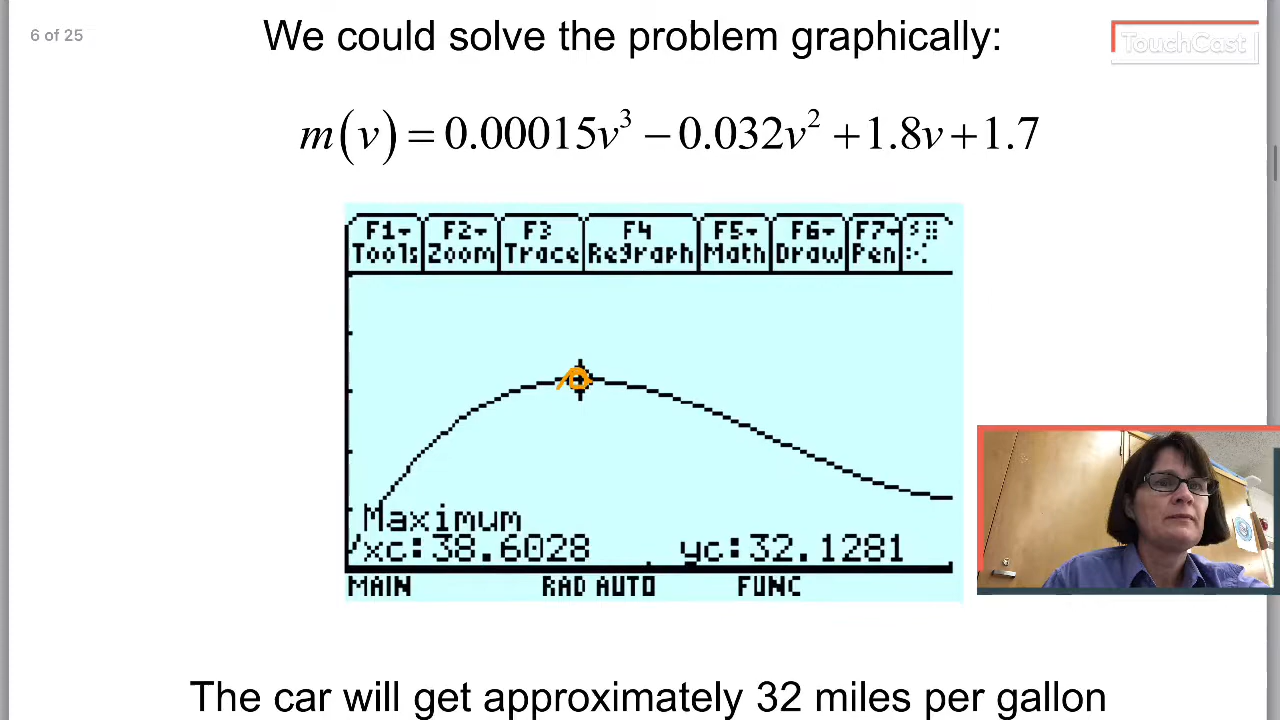 6 of 25
We could solve the problem graphically:
TouchCast
m(v) = 0.00015v³ − 0.032v² + 1.8v + 1.7
F1 Tools F2 Zoom F3 Trace F4 Regraph F5 Math F6 Draw F7 Pen
Maximum
xc:38.6028 yc:32.1281
MAIN RAD AUTO FUNC
The car will get approximately 32 miles per gallon